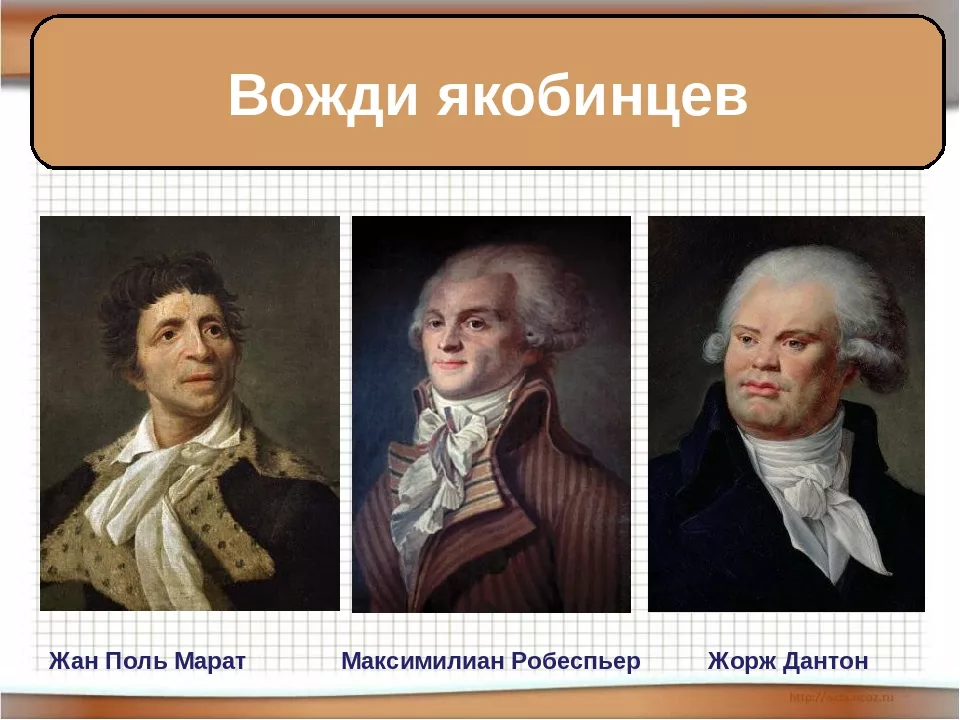 Вожди якобинцев
Жан Поль Марат
Максимилиан Робеспьер
Жорж Дантон